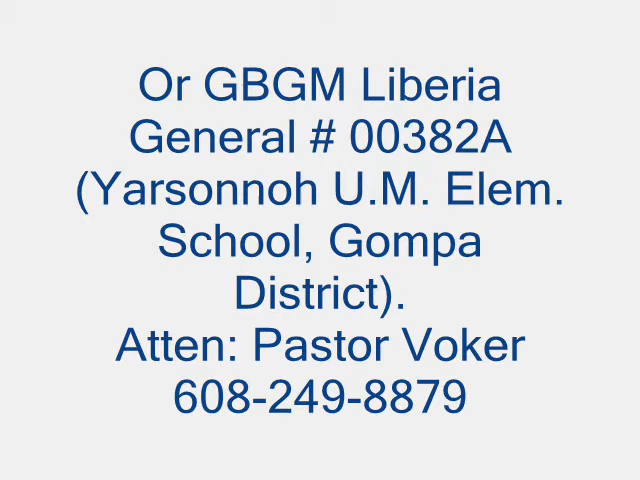 Or GBGM Liberia
General # 00382A
(Yarsonnoh U.M. Elem.
School, Gompa
District).
Atten: Pastor Voker
608-249-8879